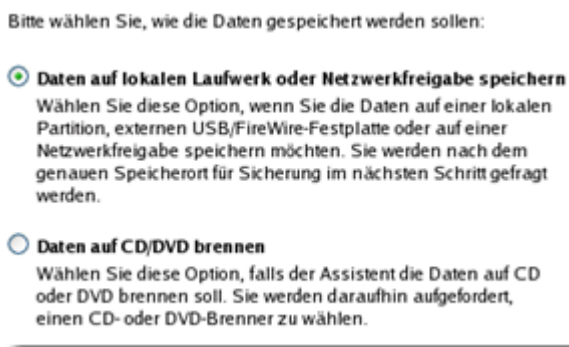 Bitte wählen Sie, wie die Daten gespeichert werden sollen:
Daten auf lokalen Laufwerk oder Netzwerkfreigabe speichern
Wählen Sie diese Option, wenn Sie die Daten auf einer lokalen
Partition, externen USB/FireWire-Festplatte oder auf einer
Netzwerkfreigabe speichern möchten. Sie werden nach dem
genauen Speicherort für Sicherung im nächsten Schritt gefragt
werden.
Daten auf CD/DVD brennen
Wählen Sie diese Option, falls der Assistent die Daten auf CD
oder DVD brennen soll. Sie werden daraufhin aufgefordert,
einen CD- oder DVD-Brenner zu wählen.